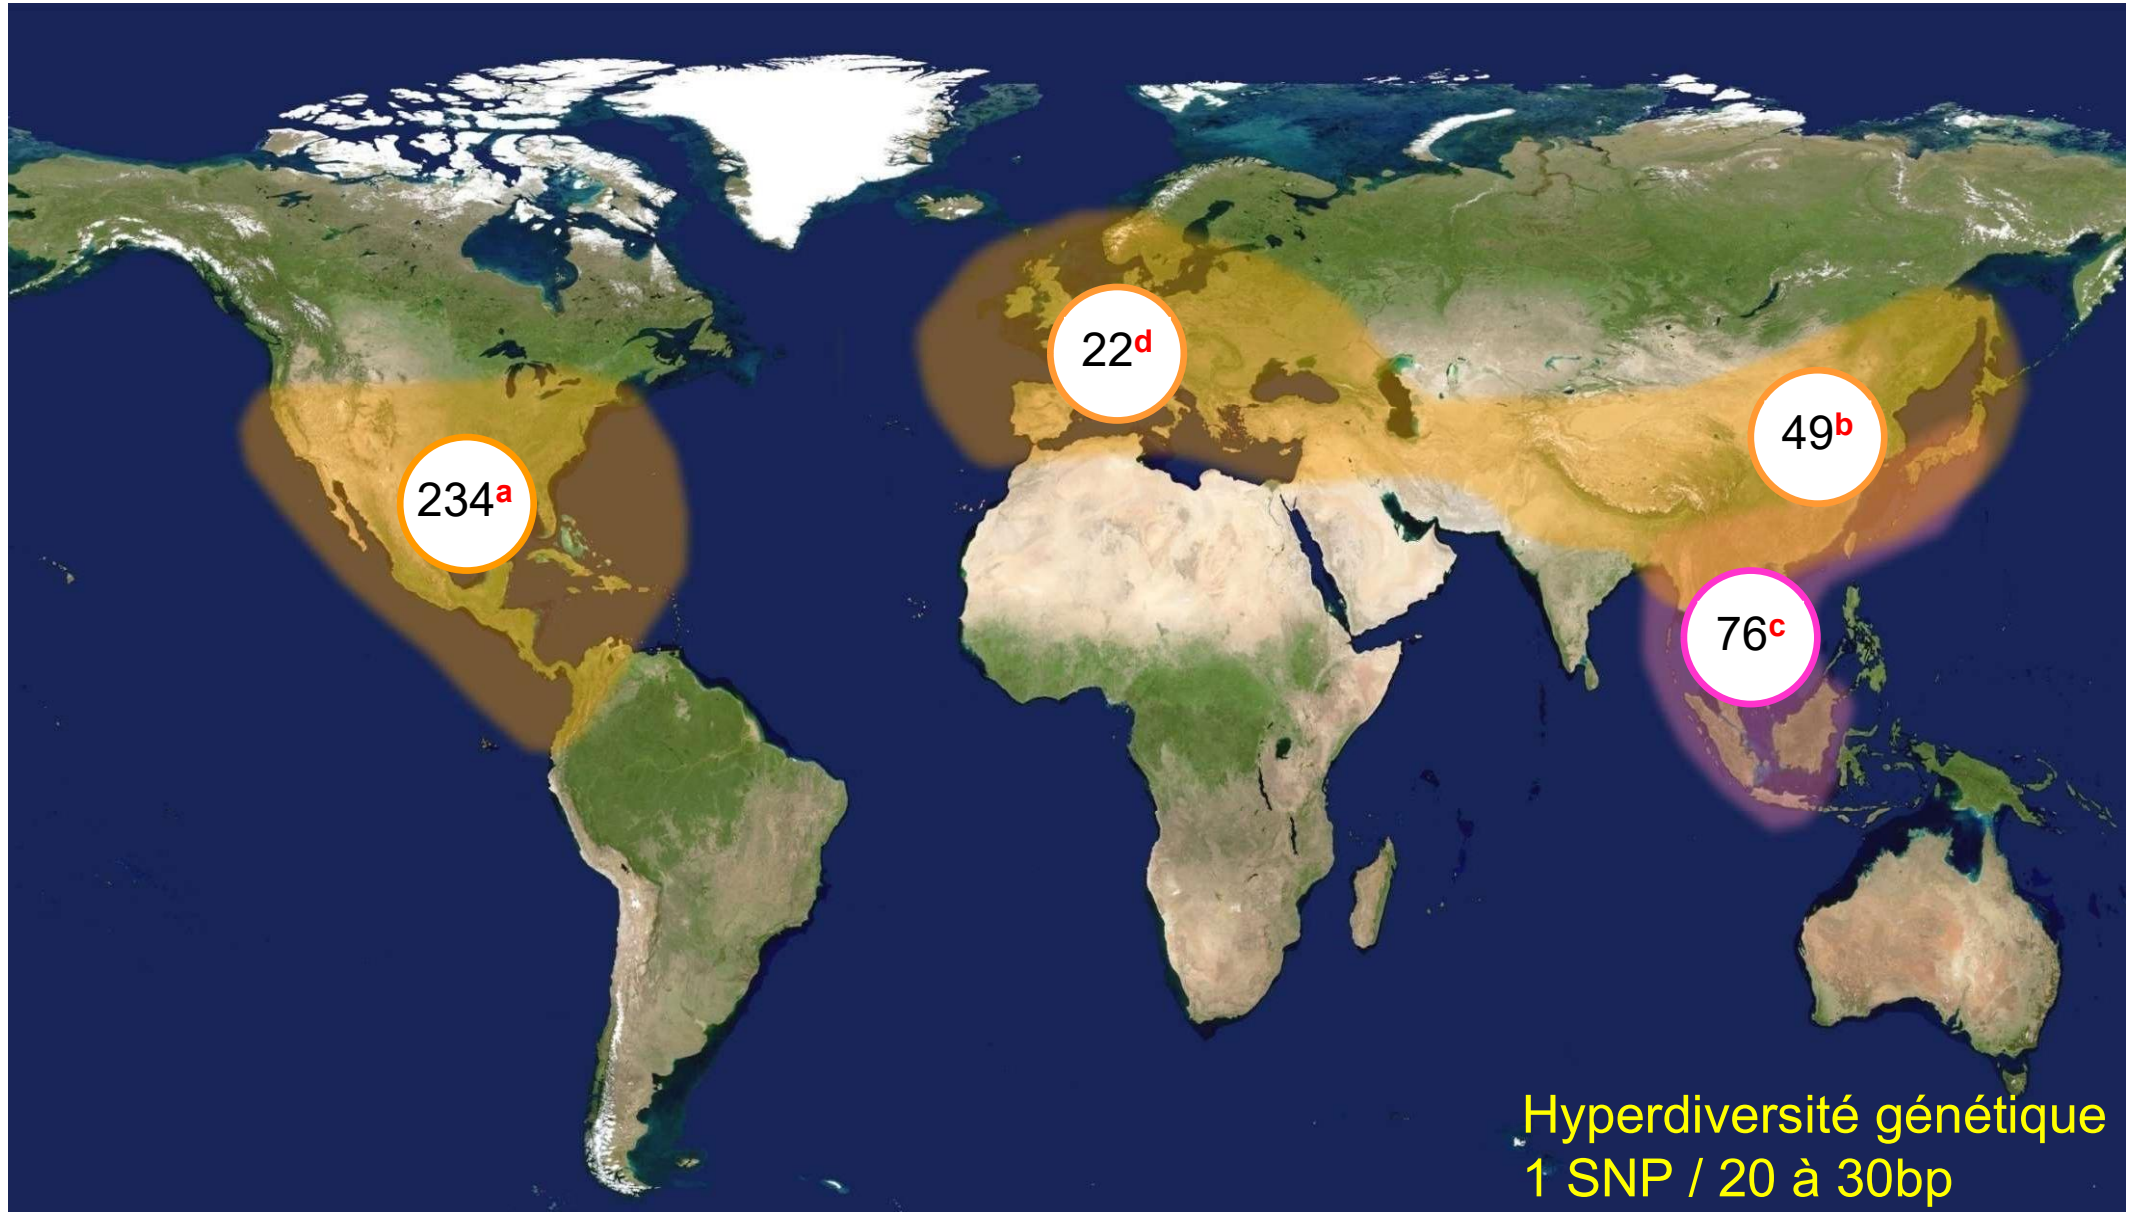 22d
49b
234a
76c
Hyperdiversité génétique
1 SNP / 20 à 30bp